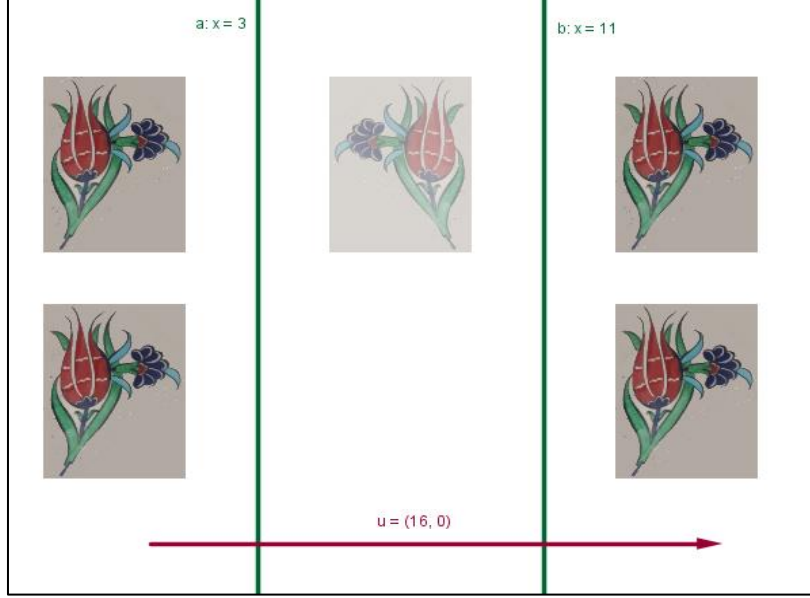 a: x = 3
b: x = 11
u = (16, 0)